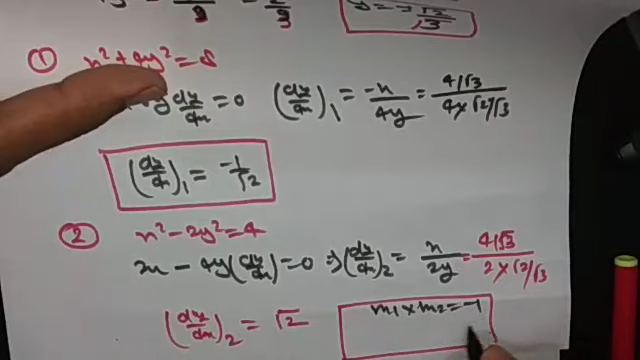 ① x² + 4y² = 8
y dy/dx = 0 (dy/dx)₁ = -x/4y = 4/√3 / 4×√2/√3
(dy/dx)₁ = -1/√2
② x² - 2y² = 4
2x - 4y(dy/dx) = 0 ⇒ (dy/dx)₂ = x/2y = 4/√3 / 2×√2/√3
(dy/dx)₂ = √2 m₁ × m₂ = -1